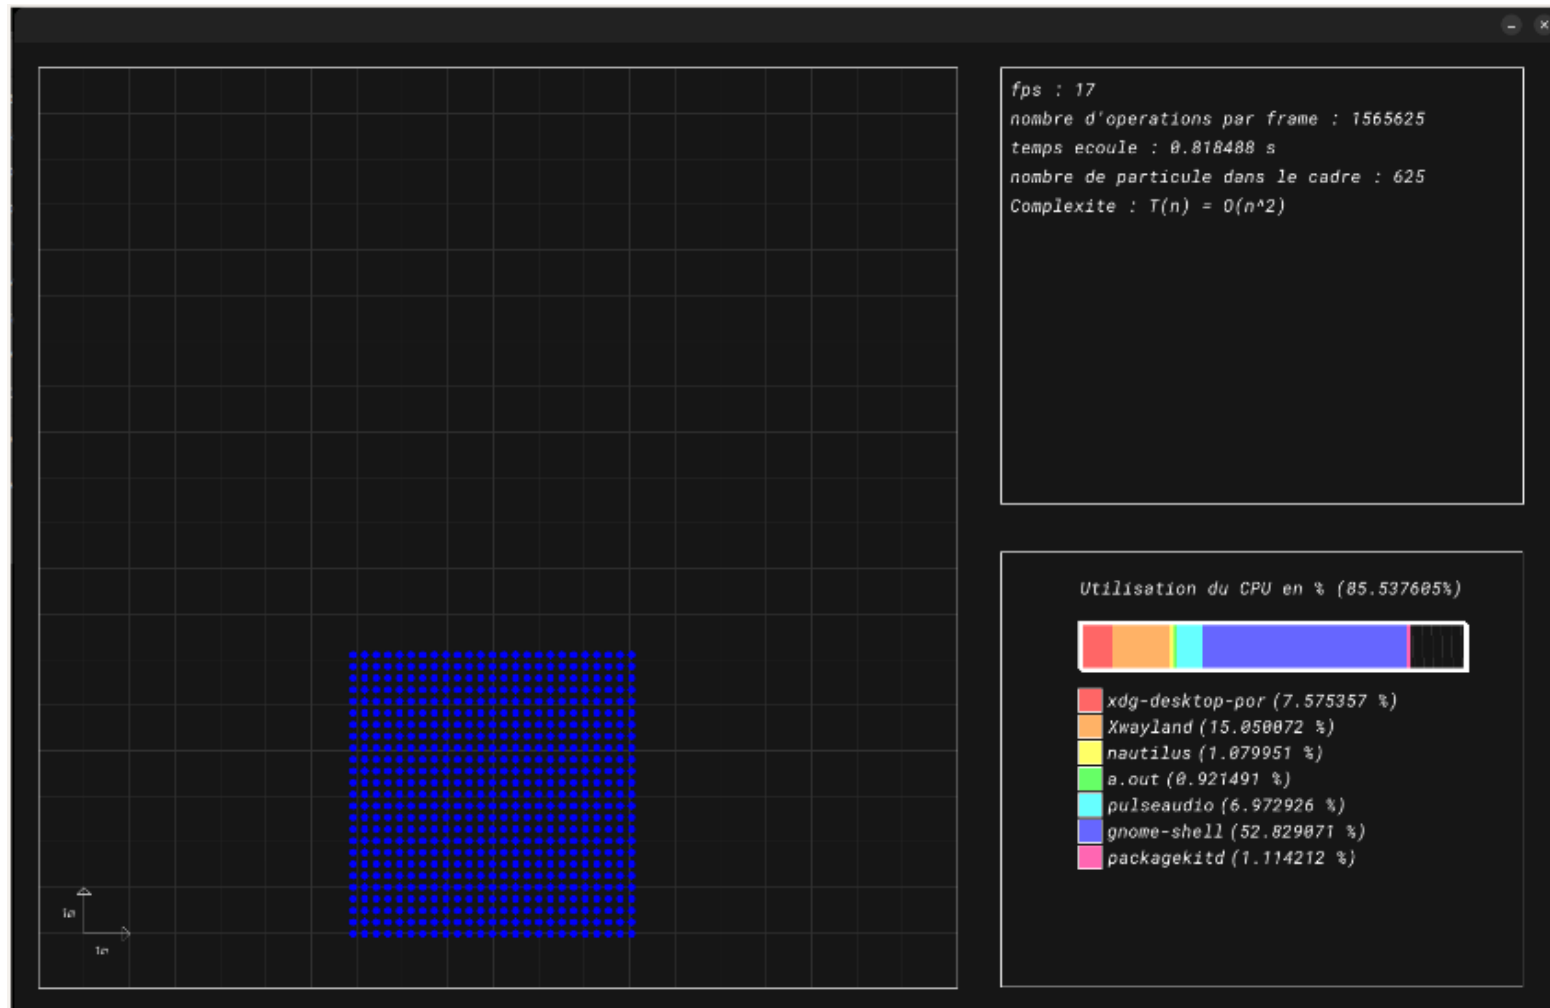 fps : 17
nombre d'operations par frame : 1565625
temps ecoule : 0.818488 s
nombre de particule dans le cadre : 625
Complexite : T(n) = O(n^2)
Utilisation du CPU en % (85.537605%)
xdg-desktop-por (7.575357 %)
Xwayland (15.050072 %)
nautilus (1.079951 %)
a.out (0.921491 %)
pulseaudio (6.972926 %)
gnome-shell (52.829071 %)
packagekitd (1.114212 %)